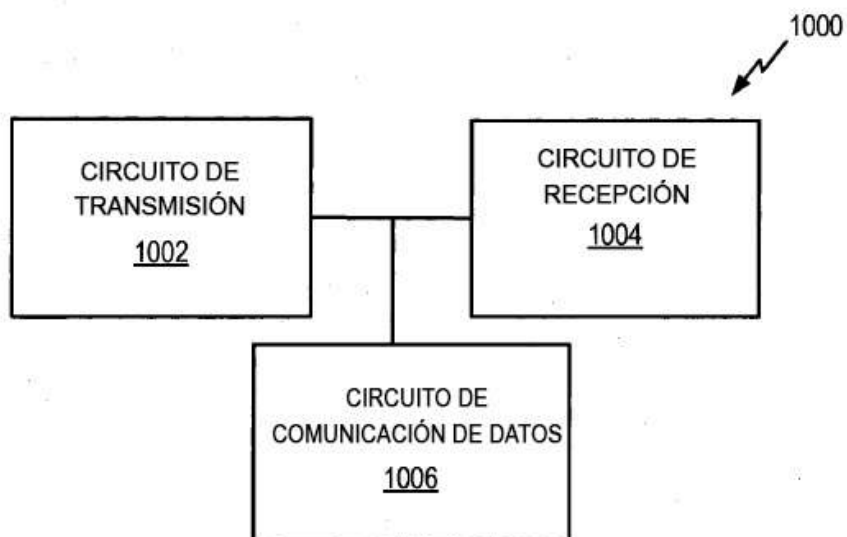 1000
CIRCUITO DE
TRANSMISIÓN
1002
CIRCUITO DE
RECEPCIÓN
1004
CIRCUITO DE
COMUNICACIÓN DE DATOS
1006